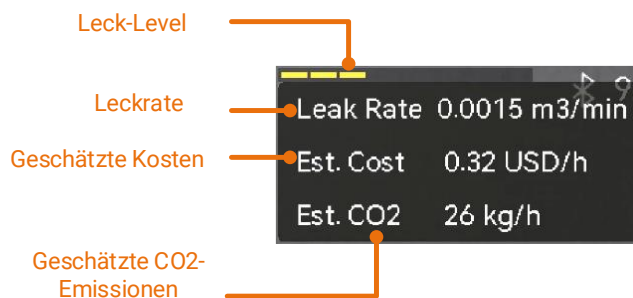 Leck-Level
9
Leckrate
Leak Rate 0.0015 m3/min
Geschätzte Kosten
Est. Cost 0.32 USD/h
Est. CO2 26 kg/h
Geschätzte CO2-
Emissionen